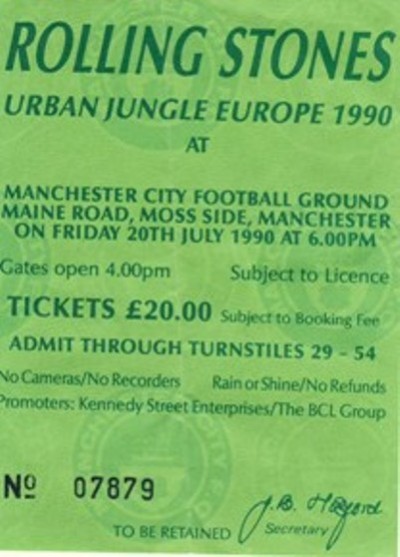 ROLLING STONES
URBAN JUNGLE EUROPE 1990
AT
MANCHESTER CITY FOOTBALL GROUND
MAINE ROAD, MOSS SIDE, MANCHESTER
ON FRIDAY 20TH JULY 1990 AT 6.00PM
Gates open 4.00pm Subject to Licence
TICKETS £20.00 Subject to Booking Fee
ADMIT THROUGH TURNSTILES 29 - 54
No Cameras/No Recorders Rain or Shine/No Refunds
Promoters: Kennedy Street Enterprises/The BCL Group
Nº 07879
J.B.
TO BE RETAINED Secretary